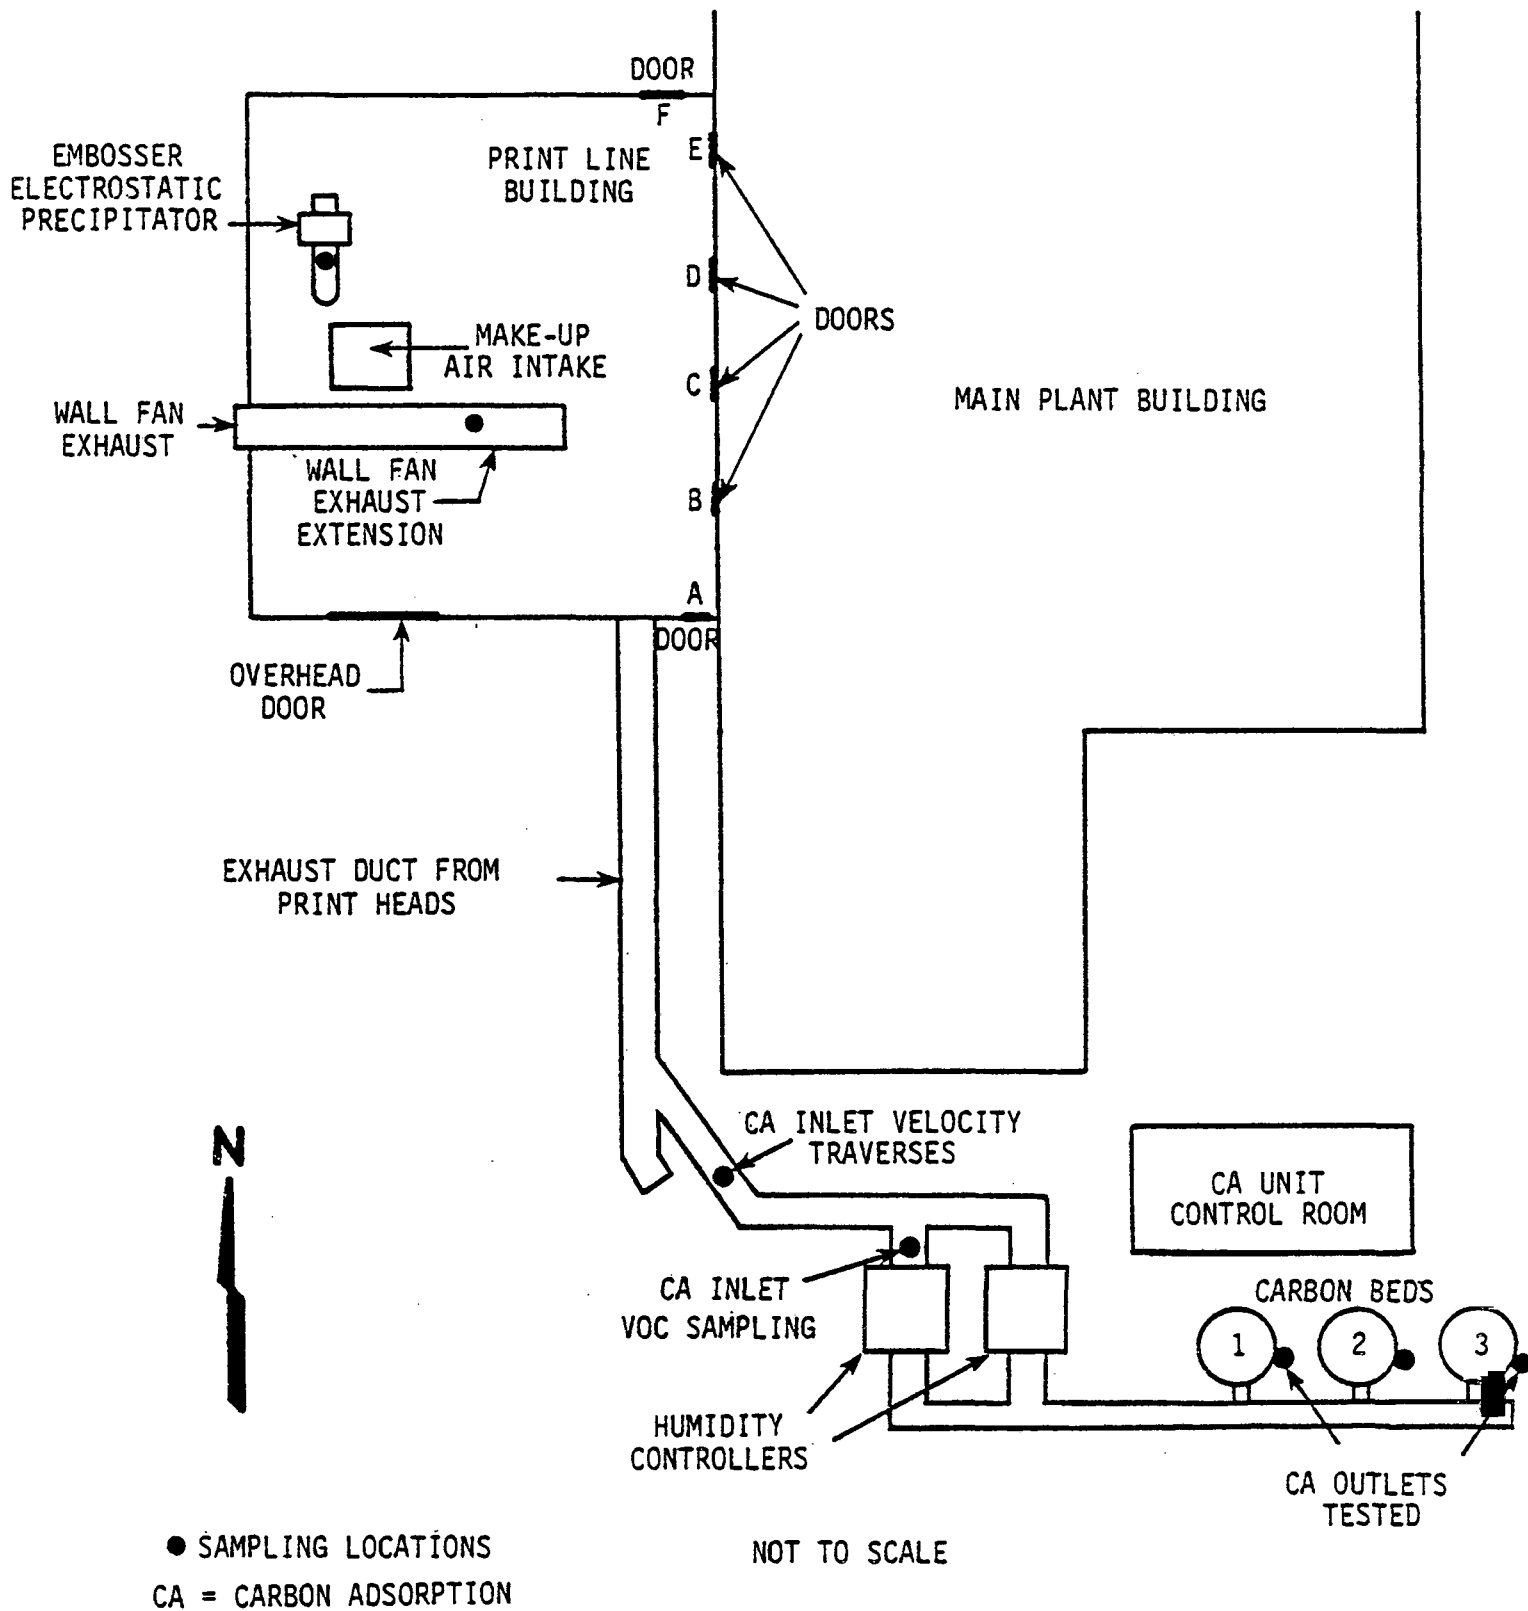 DOOR
F
E
EMBOSSER
ELECTROSTATIC
PRECIPITATOR
PRINT LINE
BUILDING
D
DOORS
MAKE-UP
AIR INTAKE
C
MAIN PLANT BUILDING
WALL FAN
EXHAUST
WALL FAN
EXHAUST
EXTENSION
B
A
DOOR
OVERHEAD
DOOR
EXHAUST DUCT FROM
PRINT HEADS
CA INLET VELOCITY
TRAVERSES
N
CA UNIT
CONTROL ROOM
CA INLET
VOC SAMPLING
CARBON BEDS
1
2
3
HUMIDITY
CONTROLLERS
CA OUTLETS
TESTED
SAMPLING LOCATIONS
NOT TO SCALE
CA = CARBON ADSORPTION